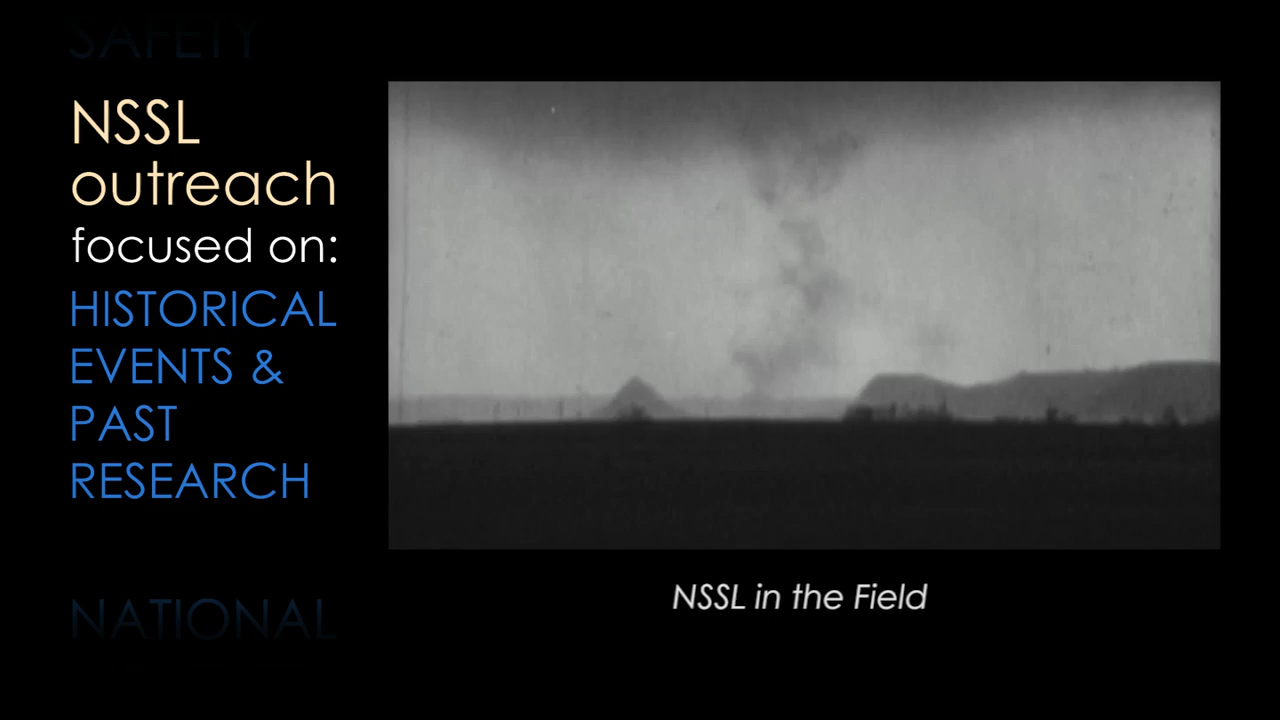 SAFETY
NSSL
outreach
focused on:
HISTORICAL
EVENTS &
PAST
RESEARCH
NATIONAL
NSSL in the Field